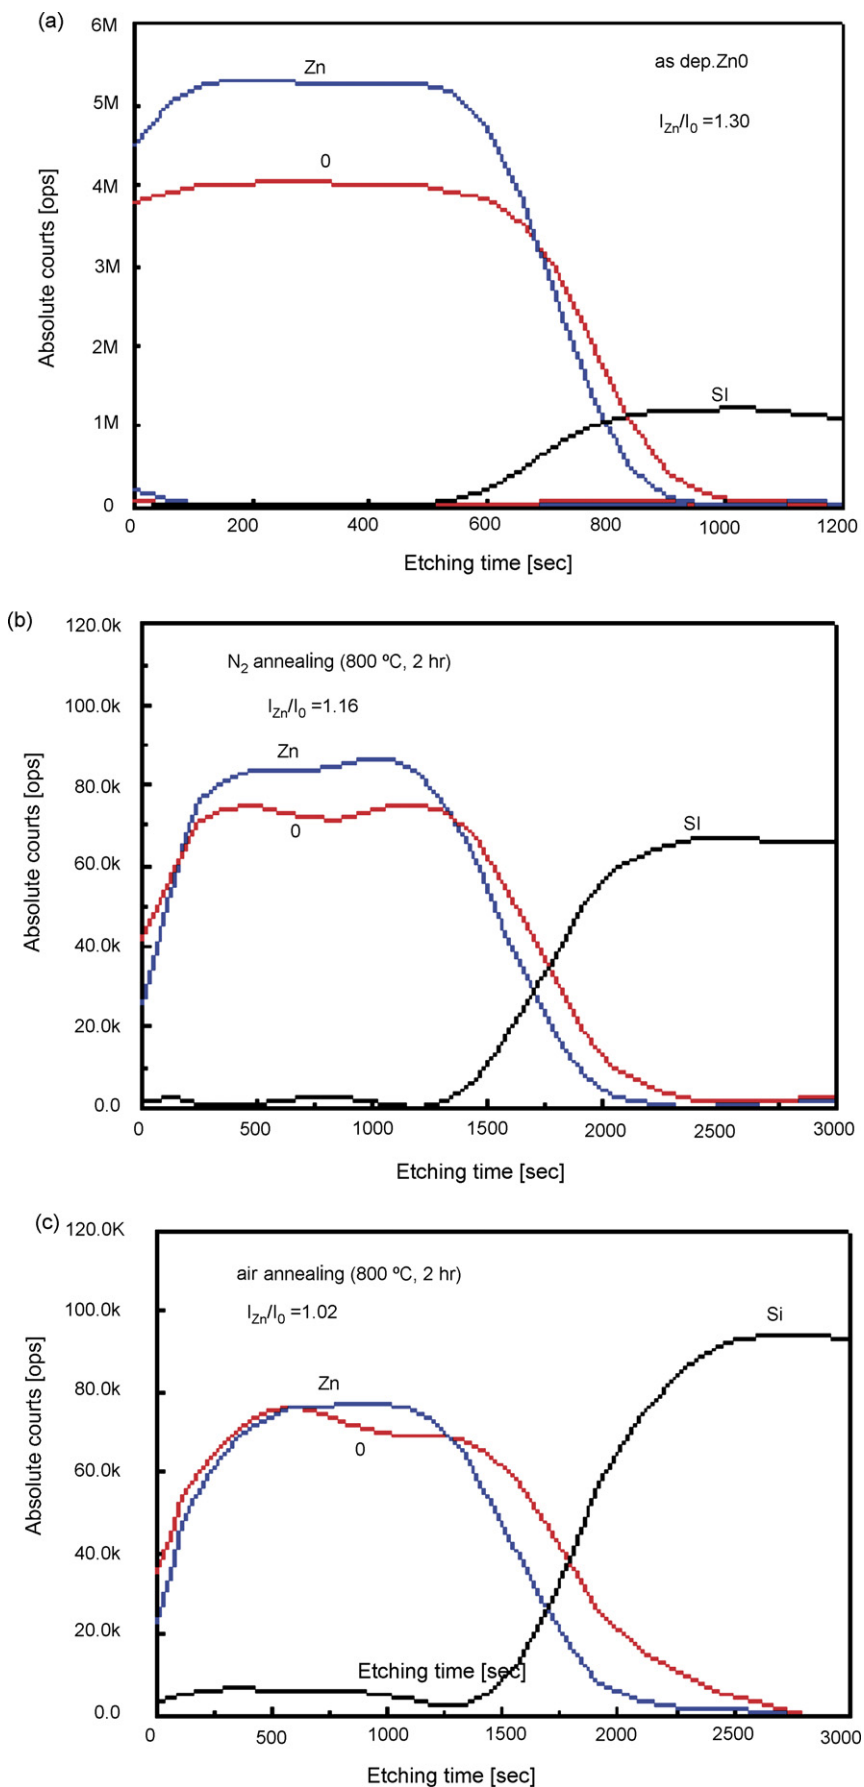 (a)
6M
5M
4M
3M
2M
1M
0
Absolute courts [ops]
as dep.Zn0
I_Zn/I_0 =1.30
Zn
0
SI
0 200 400 600 800 1000 1200
Etching time [sec]
(b)
120.0k
100.0k
80.0k
60.0k
40.0k
20.0k
0.0
Absolute courts [ops]
N2 annealing (800 ºC, 2 hr)
I_Zn/I_0 =1.16
Zn
0
SI
0 500 1000 1500 2000 2500 3000
Etching time [sec]
(c)
120.0K
100.0k
80.0k
60.0k
40.0k
20.0k
0.0
Absolute courts [ops]
air annealing (800 ºC, 2 hr)
I_Zn/I_0 =1.02
Zn
0
Si
Etching time [sec]
0 500 1000 1500 2000 2500 3000
Etching time [sec]